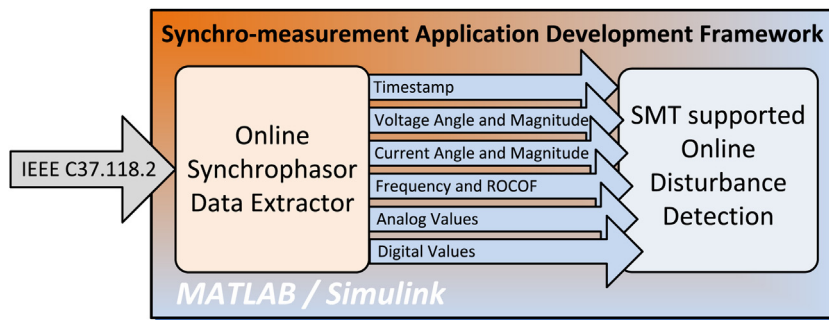 Synchro-measurement Application Development Framework
IEEE C37.118.2
Online
Synchrophasor
Data Extractor
Timestamp
Voltage Angle and Magnitude
Current Angle and Magnitude
Frequency and ROCOF
Analog Values
Digital Values
SMT supported
Online
Disturbance
Detection
MATLAB / Simulink